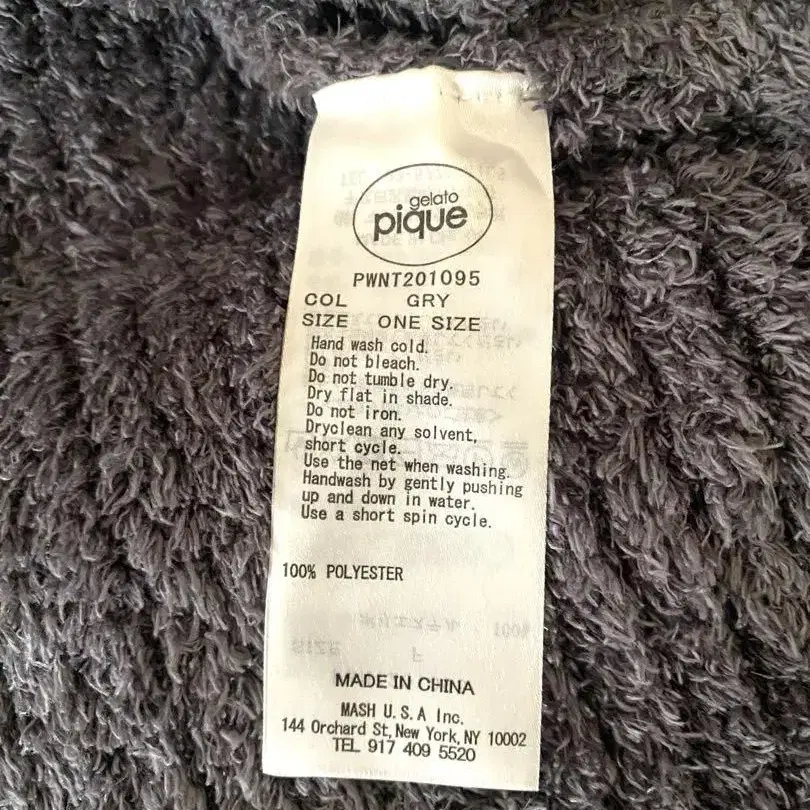 gelato
pique
PWNT201095
COL GRY
SIZE ONE SIZE
Hand wash cold.
Do not bleach.
Do not tumble dry.
Dry flat in shade.
Do not iron.
Dryclean any solvent,
short cycle.
Use the net when washing.
Handwash by gently pushing
up and down in water.
Use a short spin cycle.
100% POLYESTER
MADE IN CHINA
MASH U.S.A Inc.
144 Orchard St, New York, NY 10002
TEL 917 409 5520